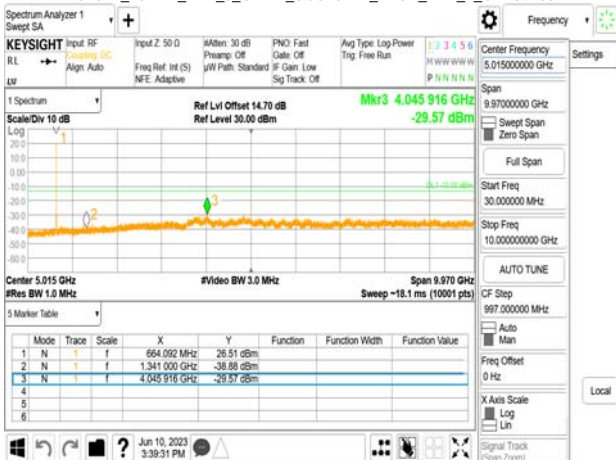 Spectrum Analyzer 1
Swept SA
Frequency
Settings
KEYSIGHT
RL
Input: RF
Coupling: DC
Align: Auto
Input Z: 50 Ω
Freq Ref: Int (S)
NFE: Adaptive
#Atten: 30 dB
Preamp: Off
µW Path: Standard
PNO: Fast
Gate: Off
IF Gain: Low
Sig Track: Off
Avg Type: Log-Power
Trig: Free Run
1 2 3 4 5 6
M W W W W W
P N N N N N
1 Spectrum
Scale/Div 10 dB
Ref Lvl Offset 14.70 dB
Ref Level 30.00 dBm
Mkr3 4.045 916 GHz
-29.57 dBm
Log
20.0
10.0
0.00
-10.0
-20.0
-30.0
-40.0
-50.0
-60.0
1
2
3
Center 5.015 GHz
#Res BW 1.0 MHz
#Video BW 3.0 MHz
Span 9.970 GHz
Sweep ~18.1 ms (10001 pts)
5 Marker Table
Mode Trace Scale X Y Function Function Width Function Value
1 N 1 f 664.092 MHz 26.51 dBm
2 N 1 f 1.341 000 GHz -38.88 dBm
3 N 1 f 4.045 916 GHz -29.57 dBm
4
5
6
Jun 10, 2023
3:39:31 PM
Center Frequency
5.015000000 GHz
Span
9.97000000 GHz
Swept Span
Zero Span
Full Span
Start Freq
30.000000 MHz
Stop Freq
10.000000000 GHz
AUTO TUNE
CF Step
997.000000 MHz
Auto
Man
Freq Offset
0 Hz
X Axis Scale
Log
Lin
Signal Track
(Span Zoom)
Local